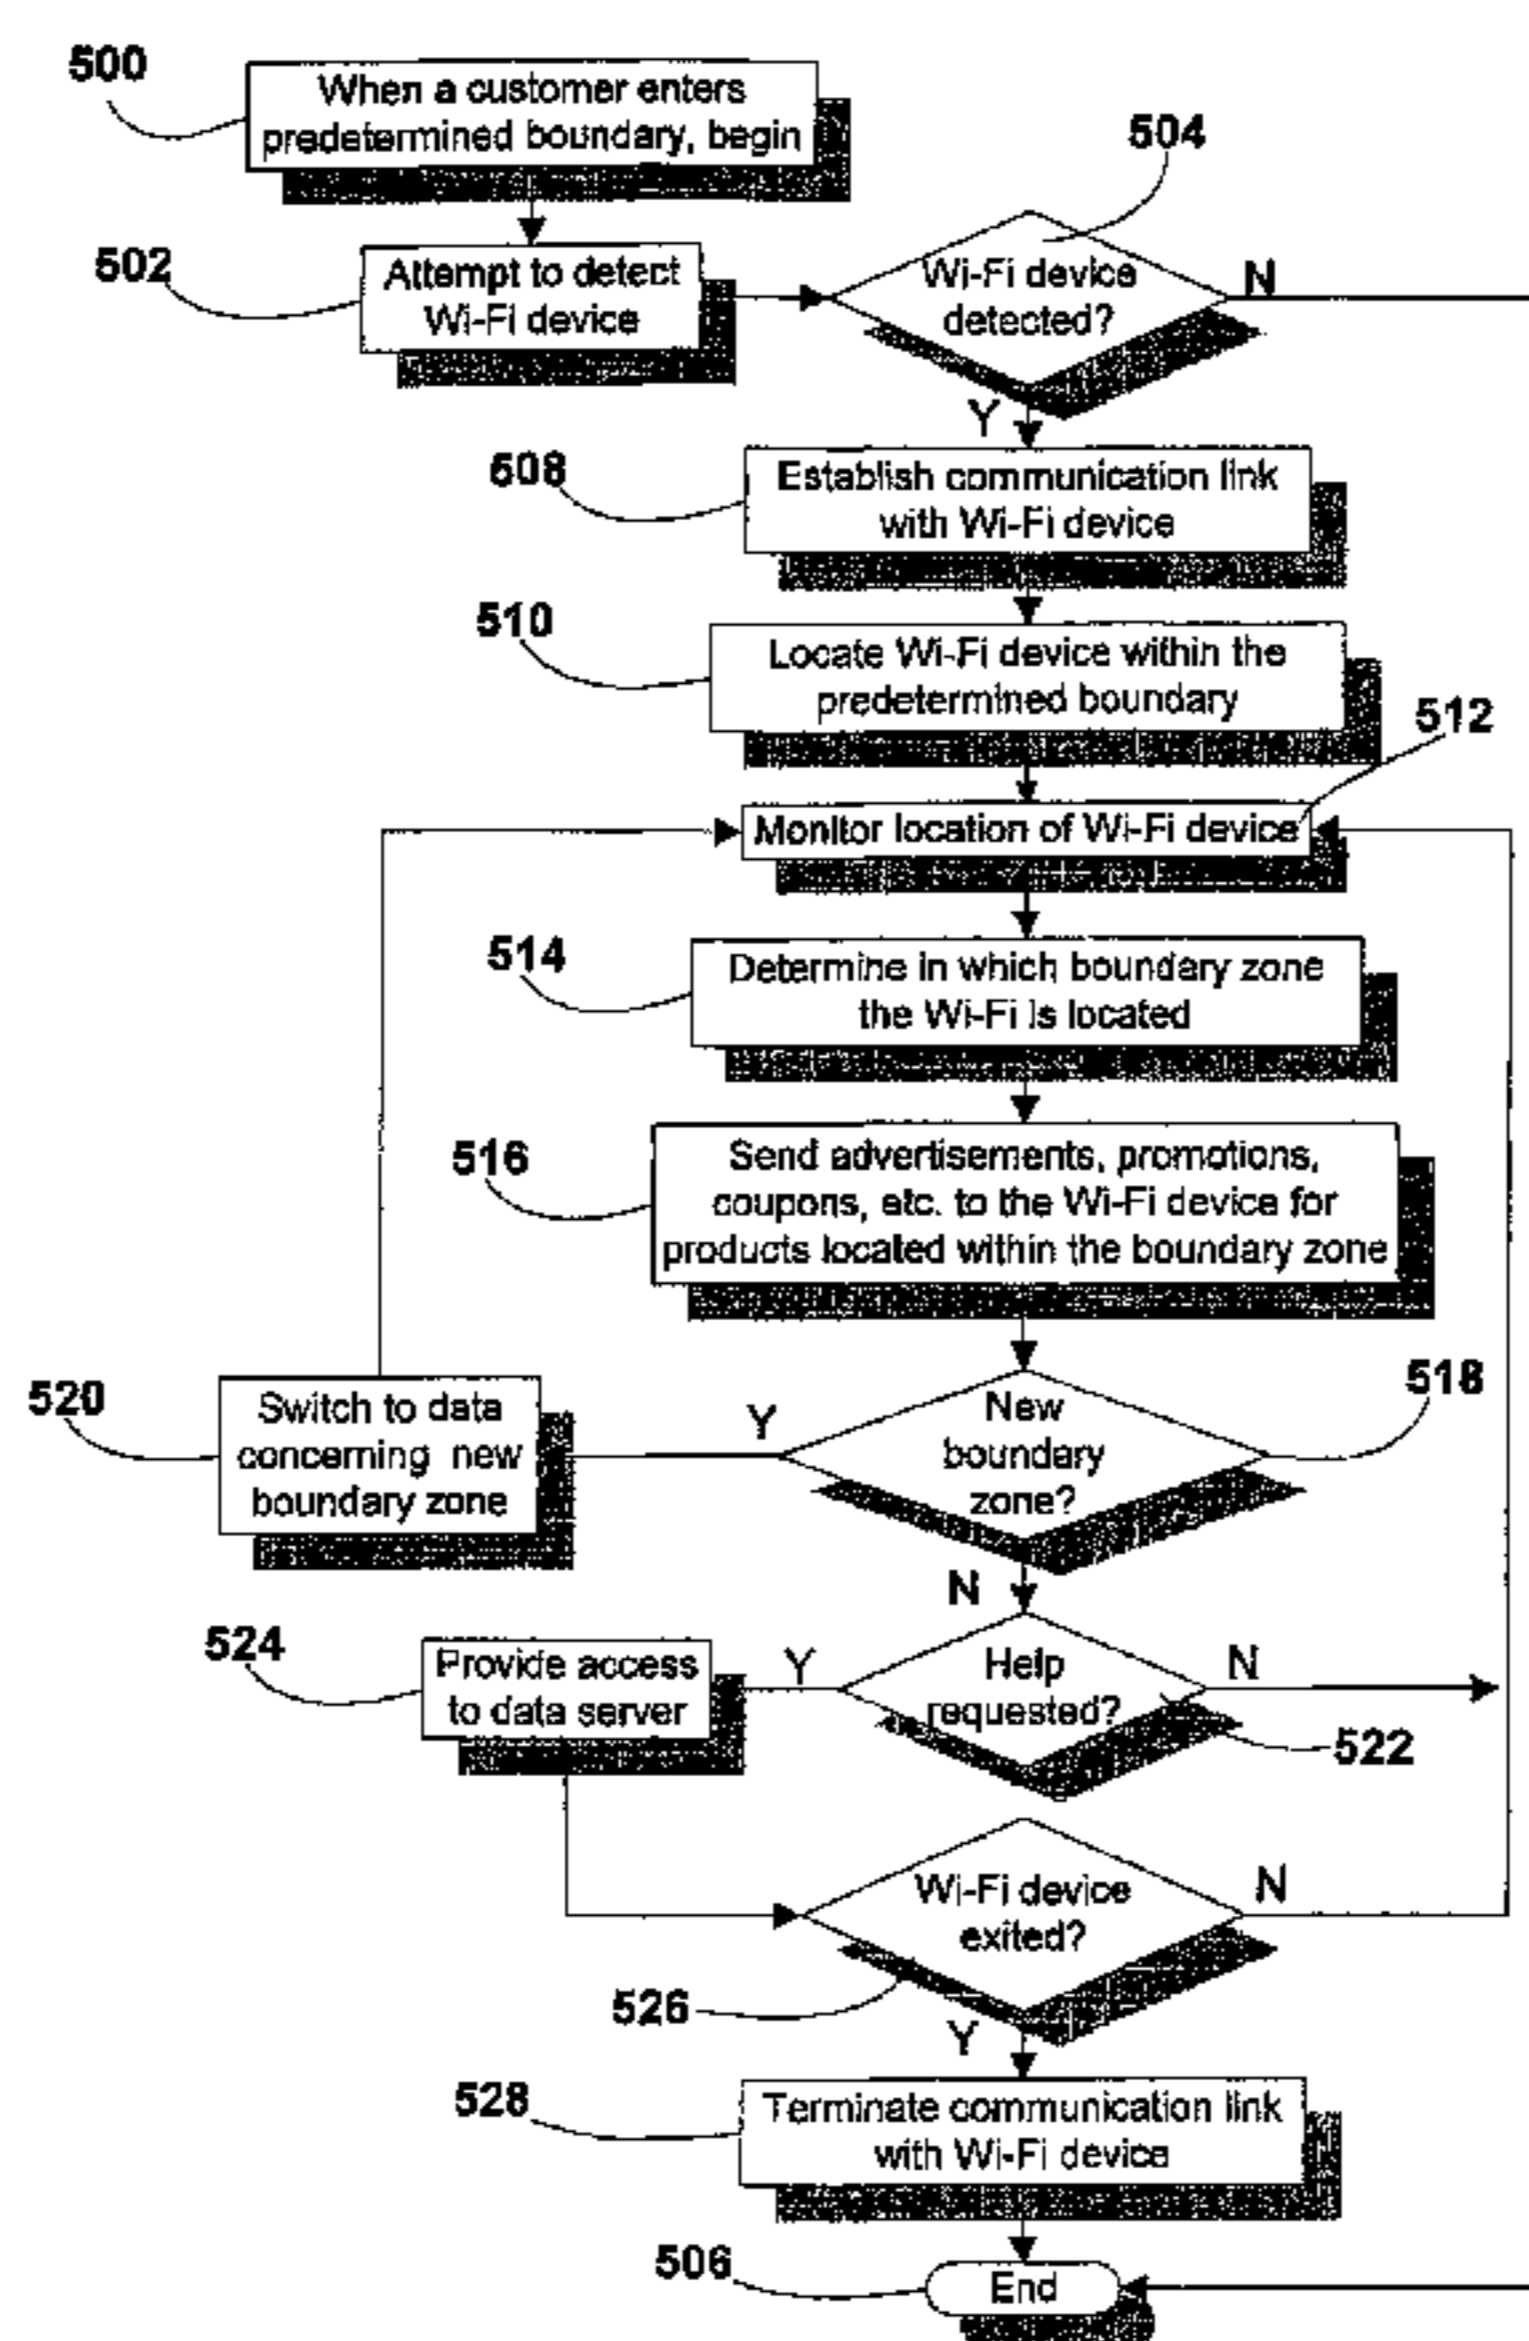 500
When a customer enters
predetermined boundary, begin
504
502
Attempt to detect
Wi-Fi device
Wi-Fi device
detected?
N
Y
508
Establish communication link
with Wi-Fi device
510
Locate Wi-Fi device within the
predetermined boundary
512
Monitor location of Wi-Fi device
514
Determine in which boundary zone
the Wi-Fi is located
516
Send advertisements, promotions,
coupons, etc. to the Wi-Fi device for
products located within the boundary zone
518
520
Switch to data
concerning new
boundary zone
Y
New
boundary
zone?
N
524
Provide access
to data server
Y
Help
requested?
N
522
Wi-Fi device
exited?
N
526
Y
528
Terminate communication link
with Wi-Fi device
506
End